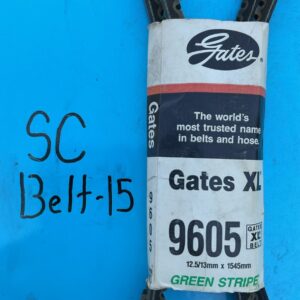 SC
Belt-15
Gates
The world's
most trusted name
in belts and hose.
Gates XL
9605
GATES
XL
BELT
12.5/13mm x 1545mm
GREEN STRIPE
Gates
9605